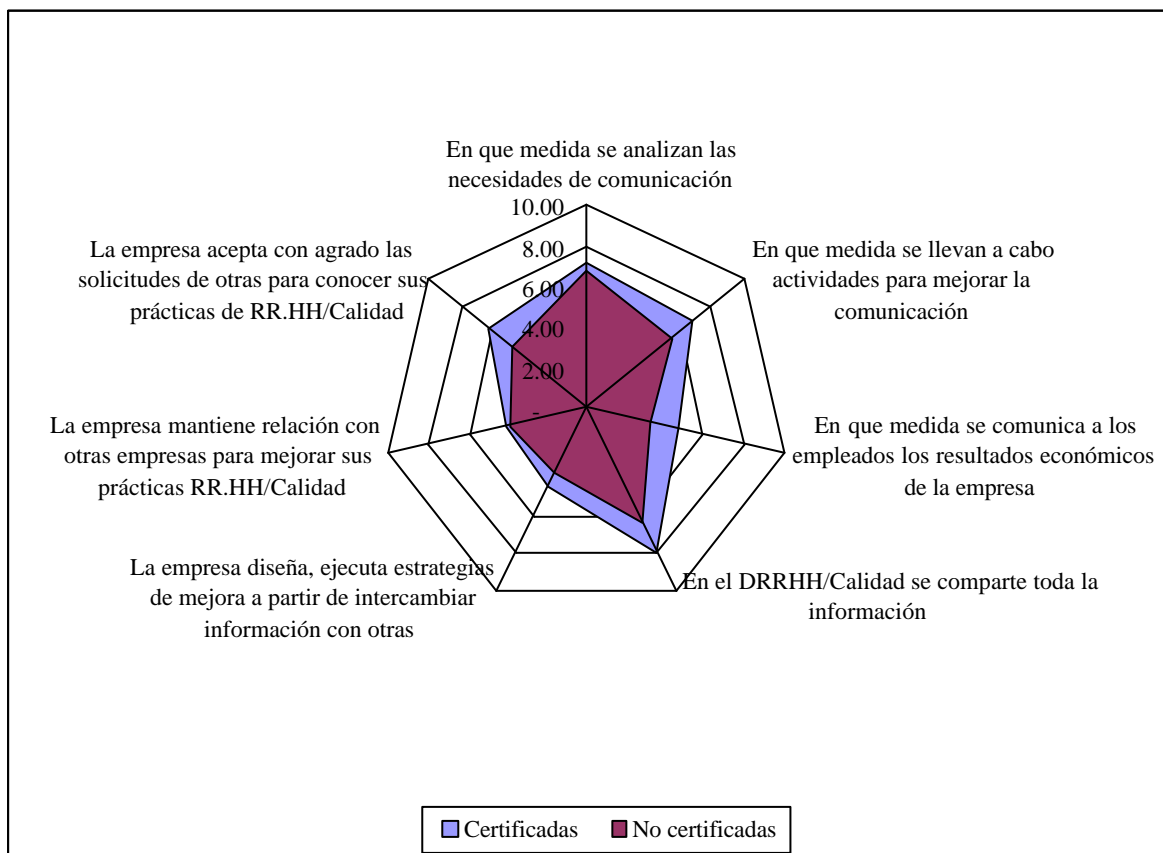 En que medida se analizan las
necesidades de comunicación
10.00
8.00
6.00
4.00
2.00
-
En que medida se llevan a cabo
actividades para mejorar la
comunicación
En que medida se comunica a los
empleados los resultados económicos
de la empresa
En el DRRHH/Calidad se comparte toda la
información
La empresa diseña, ejecuta estrategias
de mejora a partir de intercambiar
información con otras
La empresa mantiene relación con
otras empresas para mejorar sus
prácticas RR.HH/Calidad
La empresa acepta con agrado las
solicitudes de otras para conocer sus
prácticas de RR.HH/Calidad
Certificadas
No certificadas